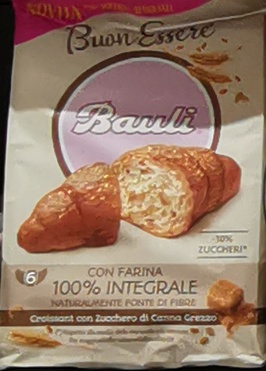 NOVITÀ
Buon Essere
Bauli
-30%
ZUCCHERI*
6
CON FARINA
100% INTEGRALE
NATURALMENTE FONTE DI FIBRE
Croissant con Zucchero di Canna Grezzo